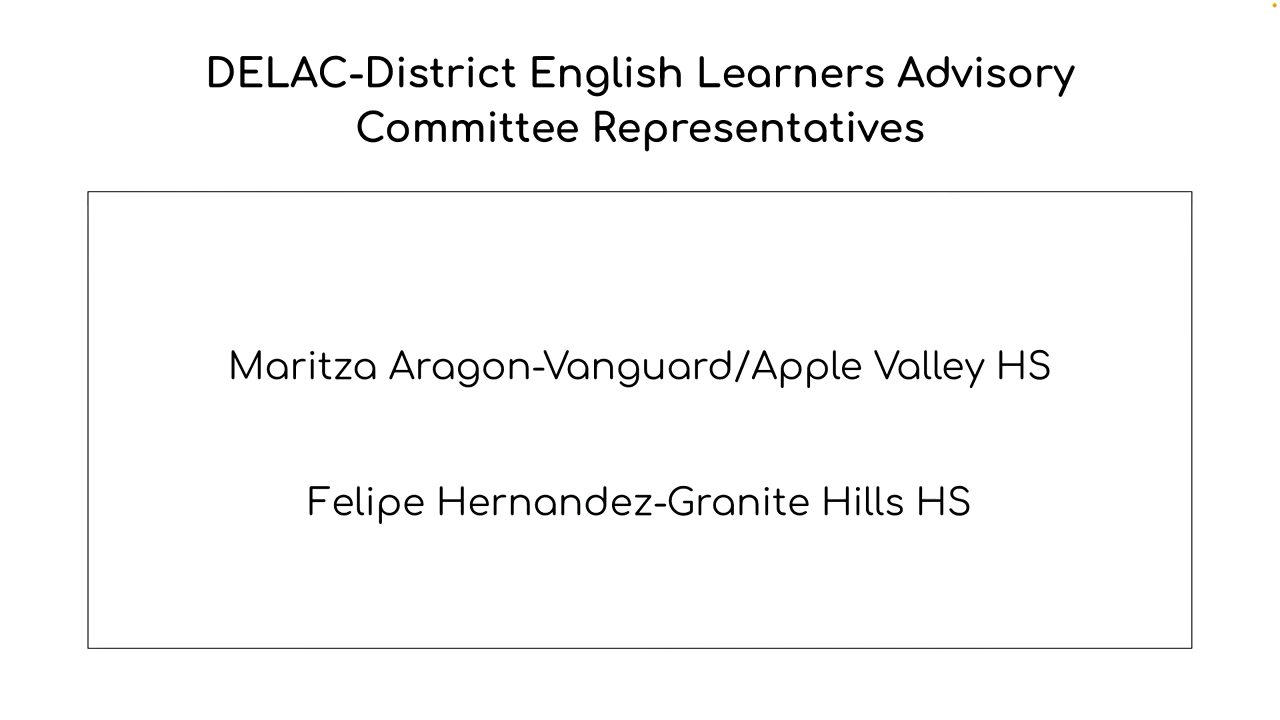 DELAC-District English Learners Advisory
Committee Representatives
Maritza Aragon-Vanguard/Apple Valley HS
Felipe Hernandez-Granite Hills HS